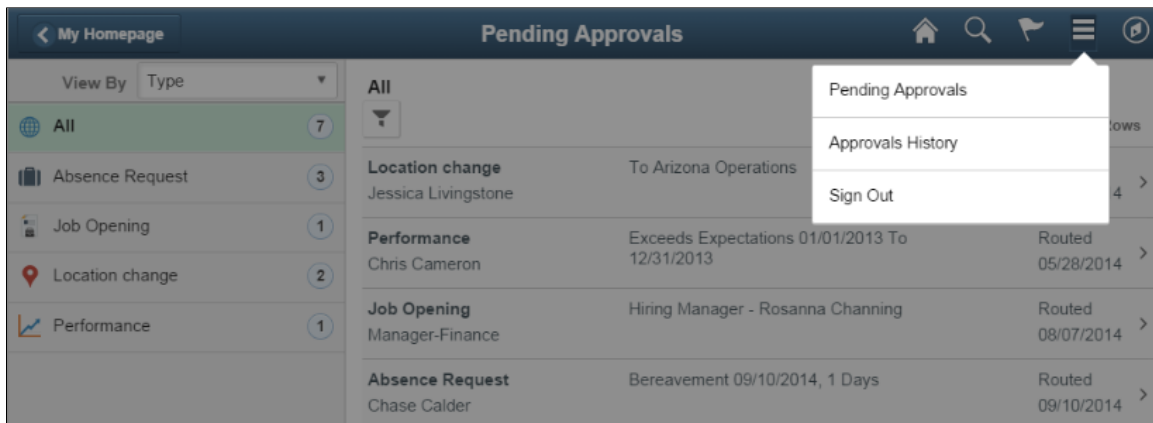 My Homepage
Pending Approvals
View By Type
All 7
Absence Request 3
Job Opening 1
Location change 2
Performance 1
All
Pending Approvals
Approvals History
Sign Out
Location change To Arizona Operations
Jessica Livingstone 4
Performance Exceeds Expectations 01/01/2013 To Routed
Chris Cameron 12/31/2013 05/28/2014
Job Opening Hiring Manager - Rosanna Channing Routed
Manager-Finance 08/07/2014
Absence Request Bereavement 09/10/2014, 1 Days Routed
Chase Calder 09/10/2014